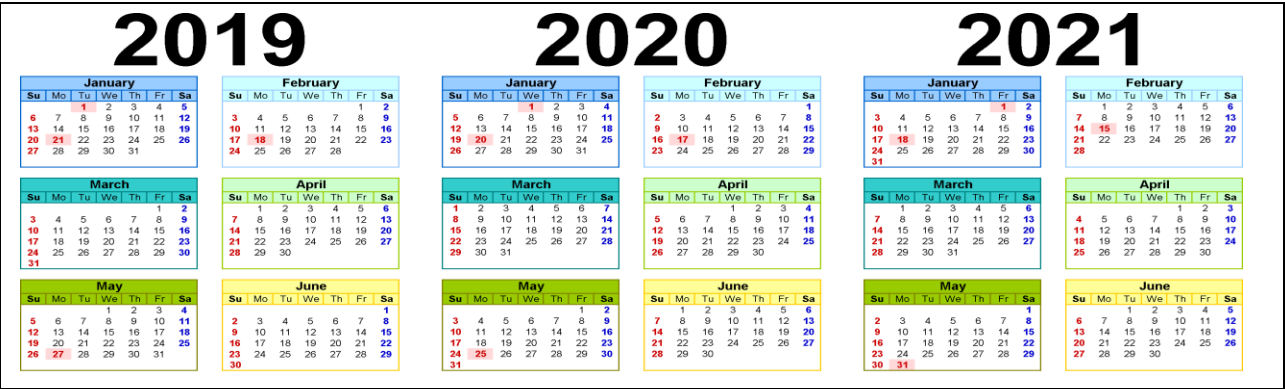 2019
January
Su Mo Tu We Th Fr Sa
1 2 3 4 5
6 7 8 9 10 11 12
13 14 15 16 17 18 19
20 21 22 23 24 25 26
27 28 29 30 31
February
Su Mo Tu We Th Fr Sa
1 2
3 4 5 6 7 8 9
10 11 12 13 14 15 16
17 18 19 20 21 22 23
24 25 26 27 28
March
Su Mo Tu We Th Fr Sa
1 2
3 4 5 6 7 8 9
10 11 12 13 14 15 16
17 18 19 20 21 22 23
24 25 26 27 28 29 30
31
April
Su Mo Tu We Th Fr Sa
1 2 3 4 5 6
7 8 9 10 11 12 13
14 15 16 17 18 19 20
21 22 23 24 25 26 27
28 29 30
May
Su Mo Tu We Th Fr Sa
1 2 3 4
5 6 7 8 9 10 11
12 13 14 15 16 17 18
19 20 21 22 23 24 25
26 27 28 29 30 31
June
Su Mo Tu We Th Fr Sa
1
2 3 4 5 6 7 8
9 10 11 12 13 14 15
16 17 18 19 20 21 22
23 24 25 26 27 28 29
30
2020
January
Su Mo Tu We Th Fr Sa
1 2 3 4
5 6 7 8 9 10 11
12 13 14 15 16 17 18
19 20 21 22 23 24 25
26 27 28 29 30 31
February
Su Mo Tu We Th Fr Sa
1
2 3 4 5 6 7 8
9 10 11 12 13 14 15
16 17 18 19 20 21 22
23 24 25 26 27 28 29
March
Su Mo Tu We Th Fr Sa
1 2 3 4 5 6 7
8 9 10 11 12 13 14
15 16 17 18 19 20 21
22 23 24 25 26 27 28
29 30 31
April
Su Mo Tu We Th Fr Sa
1 2 3 4
5 6 7 8 9 10 11
12 13 14 15 16 17 18
19 20 21 22 23 24 25
26 27 28 29 30
May
Su Mo Tu We Th Fr Sa
1 2
3 4 5 6 7 8 9
10 11 12 13 14 15 16
17 18 19 20 21 22 23
24 25 26 27 28 29 30
31
June
Su Mo Tu We Th Fr Sa
1 2 3 4 5 6
7 8 9 10 11 12 13
14 15 16 17 18 19 20
21 22 23 24 25 26 27
28 29 30
2021
January
Su Mo Tu We Th Fr Sa
1 2
3 4 5 6 7 8 9
10 11 12 13 14 15 16
17 18 19 20 21 22 23
24 25 26 27 28 29 30
31
February
Su Mo Tu We Th Fr Sa
1 2 3 4 5 6
7 8 9 10 11 12 13
14 15 16 17 18 19 20
21 22 23 24 25 26 27
28
March
Su Mo Tu We Th Fr Sa
1 2 3 4 5 6
7 8 9 10 11 12 13
14 15 16 17 18 19 20
21 22 23 24 25 26 27
28 29 30 31
April
Su Mo Tu We Th Fr Sa
1 2 3
4 5 6 7 8 9 10
11 12 13 14 15 16 17
18 19 20 21 22 23 24
25 26 27 28 29 30
May
Su Mo Tu We Th Fr Sa
1
2 3 4 5 6 7 8
9 10 11 12 13 14 15
16 17 18 19 20 21 22
23 24 25 26 27 28 29
30 31
June
Su Mo Tu We Th Fr Sa
1 2 3 4 5
6 7 8 9 10 11 12
13 14 15 16 17 18 19
20 21 22 23 24 25 26
27 28 29 30